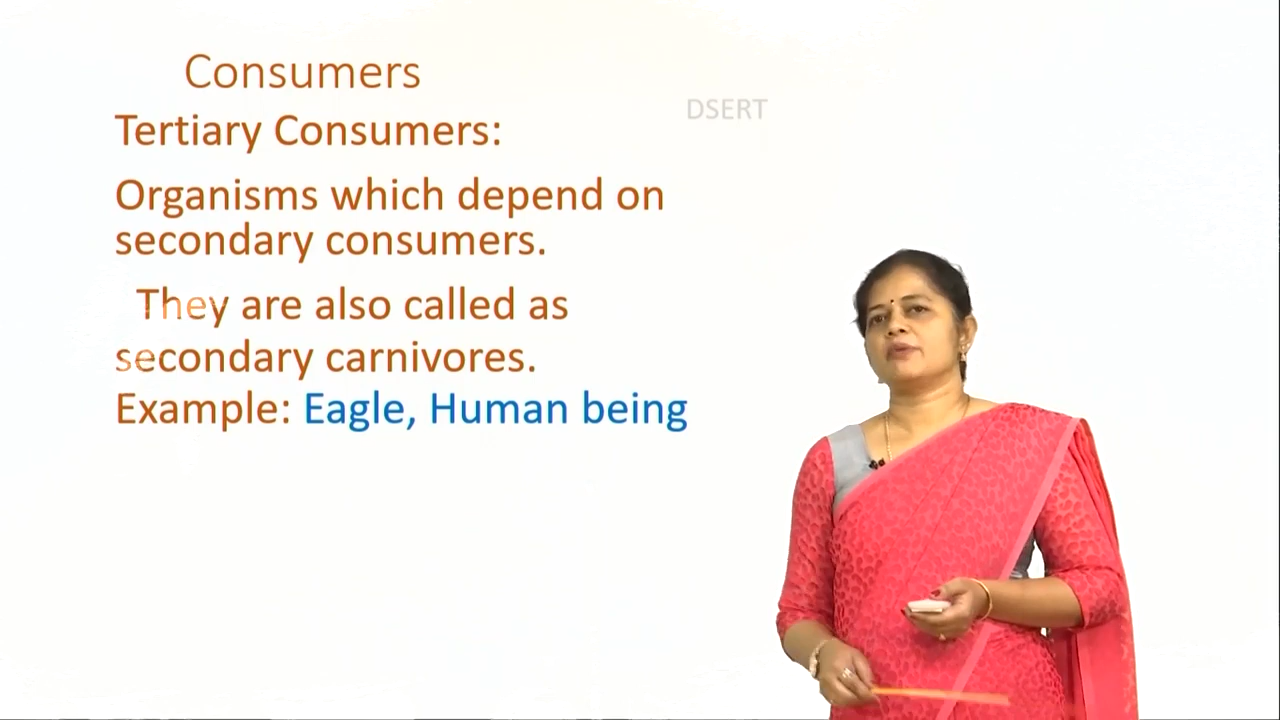 Consumers
DSERT
Tertiary Consumers:
Organisms which depend on
secondary consumers.
They are also called as
secondary carnivores.
Example: Eagle, Human being